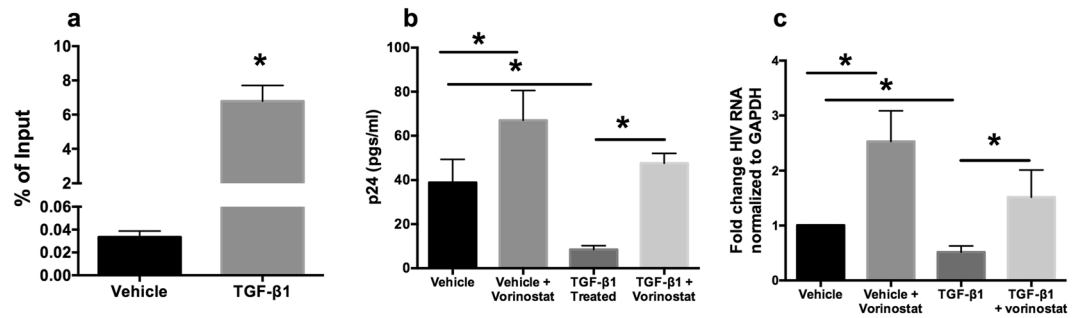 a
% of Input
10
8
6
4
2
0.06
0.04
0.02
0.00
*
Vehicle
TGF-β1
b
p24 (pgs/ml)
100
80
60
40
20
0
*
*
*
Vehicle
Vehicle +
Vorinostat
TGF-β1
Treated
TGF-β1 +
Vorinostat
c
Fold change HIV RNA
normalized to GAPDH
4
3
2
1
0
*
*
*
Vehicle
Vehicle +
Vorinostat
TGF-β1
TGF-β1
+ vorinostat